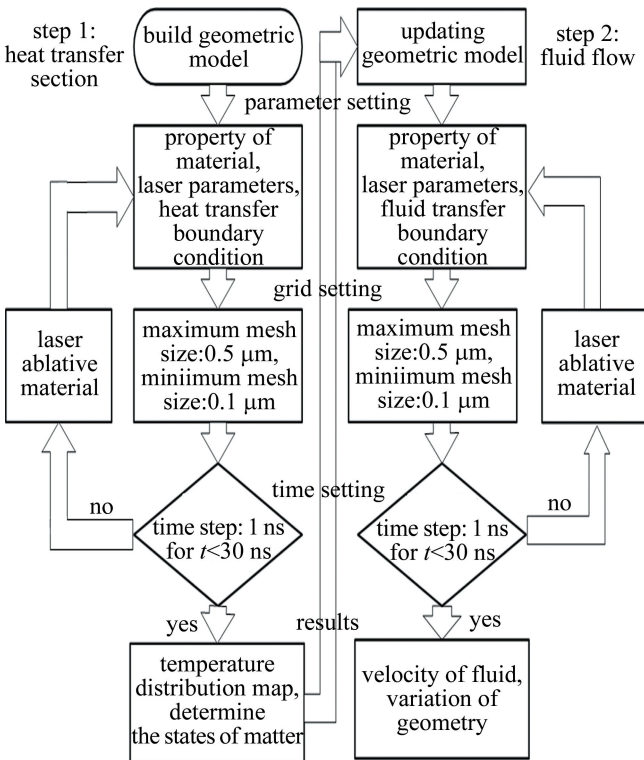 step 1:
heat transfer
section
build geometric
model
updating
geometric model
step 2:
fluid flow
parameter setting
property of
material,
laser parameters,
heat transfer
boundary
condition
property of
material,
laser parameters,
fluid transfer
boundary
condition
grid setting
laser
ablative
material
maximum mesh
size:0.5 μm,
miniimum mesh
size:0.1 μm
maximum mesh
size:0.5 μm,
miniimum mesh
size:0.1 μm
laser
ablative
material
time setting
no
time step: 1 ns
for t<30 ns
time step: 1 ns
for t<30 ns
no
yes
results
yes
temperature
distribution map,
determine
the states of matter
velocity of fluid,
variation of
geometry